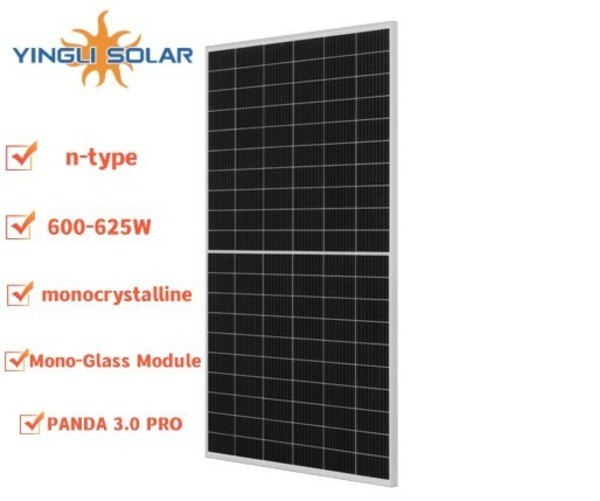 YINGLI SOLAR
n-type
600-625W
monocrystalline
Mono-Glass Module
PANDA 3.0 PRO